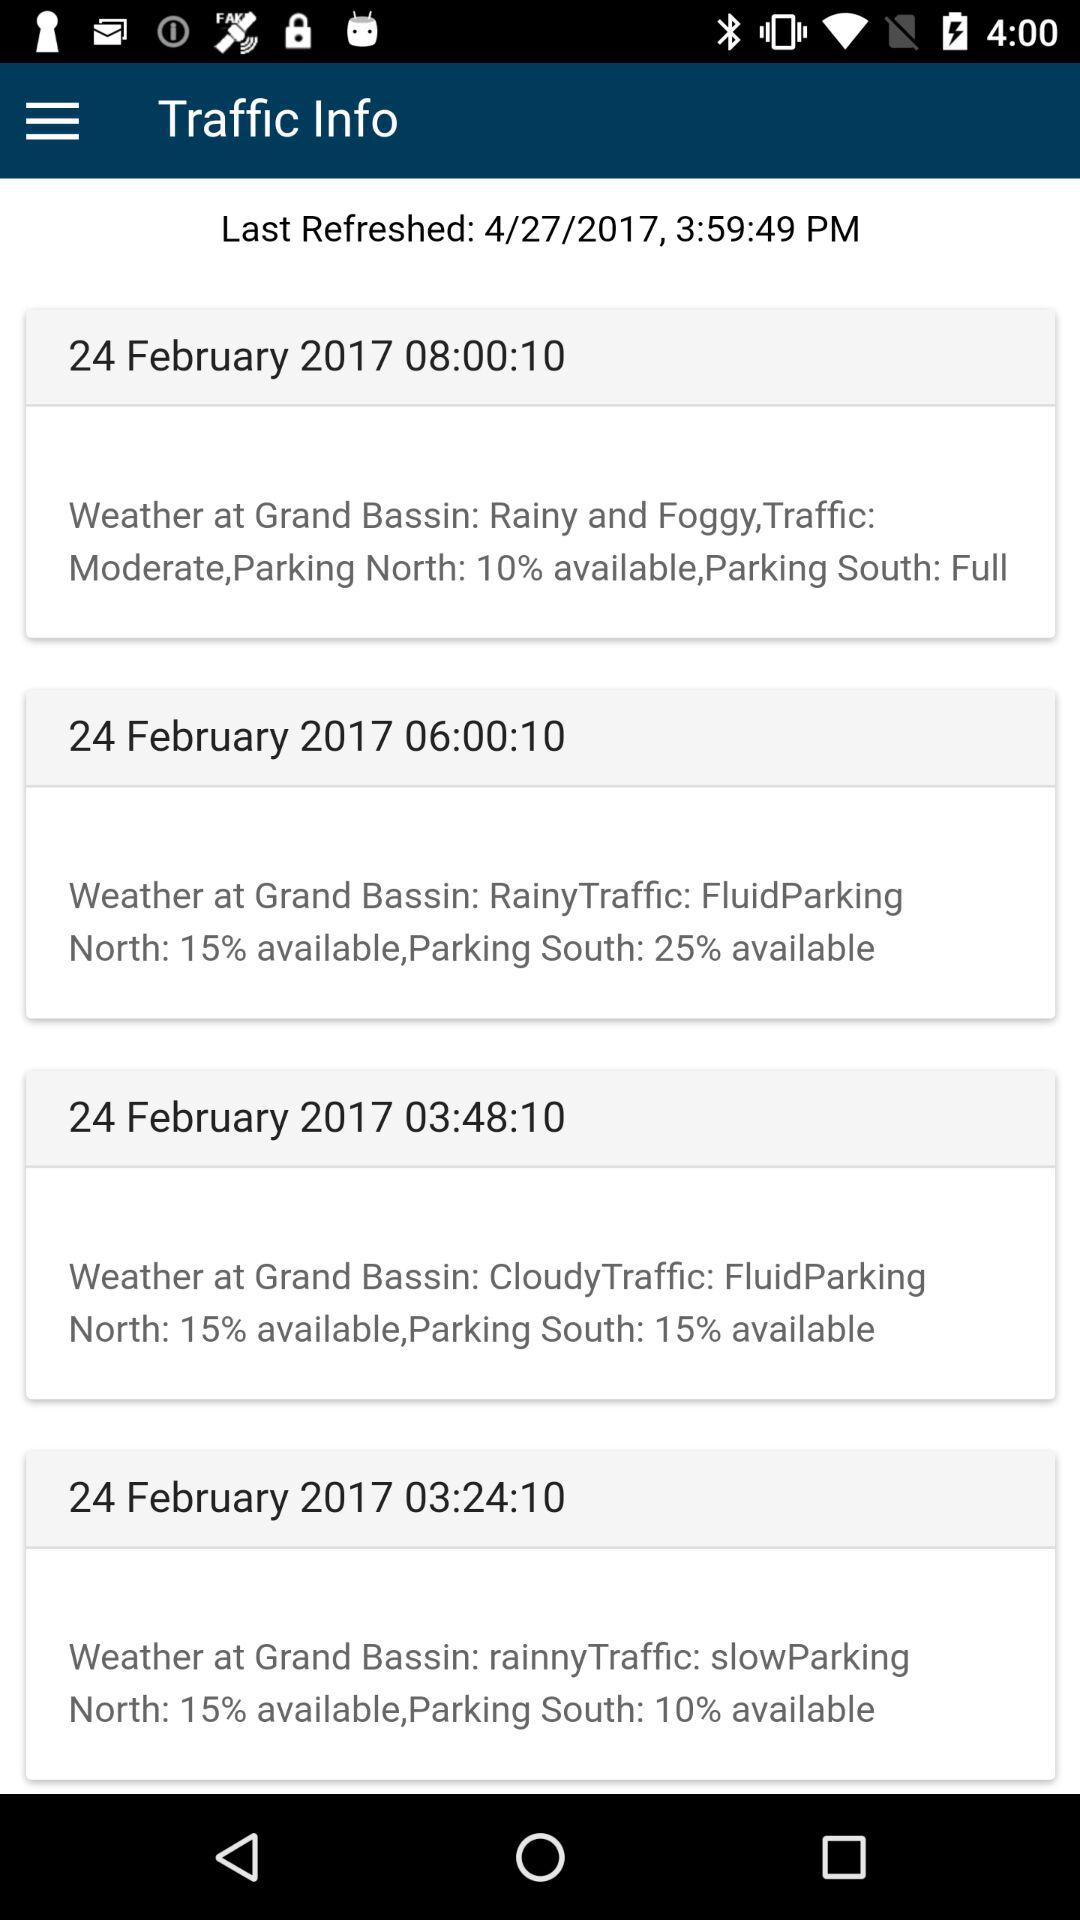 FAKE
4:00
Traffic Info
Last Refreshed: 4/27/2017, 3:59:49 PM
24 February 2017 08:00:10
Weather at Grand Bassin: Rainy and Foggy,Traffic:
Moderate,Parking North: 10% available,Parking South: Full
24 February 2017 06:00:10
Weather at Grand Bassin: RainyTraffic: FluidParking
North: 15% available,Parking South: 25% available
24 February 2017 03:48:10
Weather at Grand Bassin: CloudyTraffic: FluidParking
North: 15% available,Parking South: 15% available
24 February 2017 03:24:10
Weather at Grand Bassin: rainnyTraffic: slowParking
North: 15% available,Parking South: 10% available